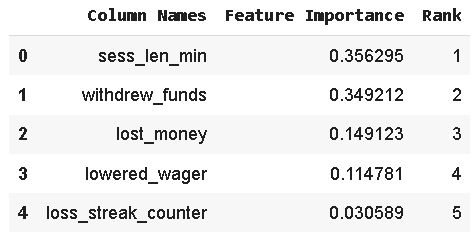 Column Names Feature Importance Rank
0 sess_len_min 0.356295 1
1 withdrew_funds 0.349212 2
2 lost_money 0.149123 3
3 lowered_wager 0.114781 4
4 loss_streak_counter 0.030589 5